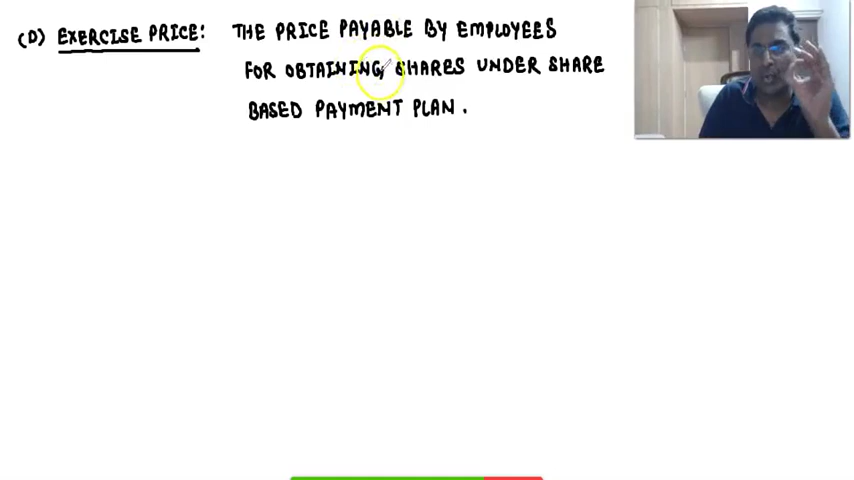 (D) EXERCISE PRICE: THE PRICE PAYABLE BY EMPLOYEES
FOR OBTAINING SHARES UNDER SHARE
BASED PAYMENT PLAN.